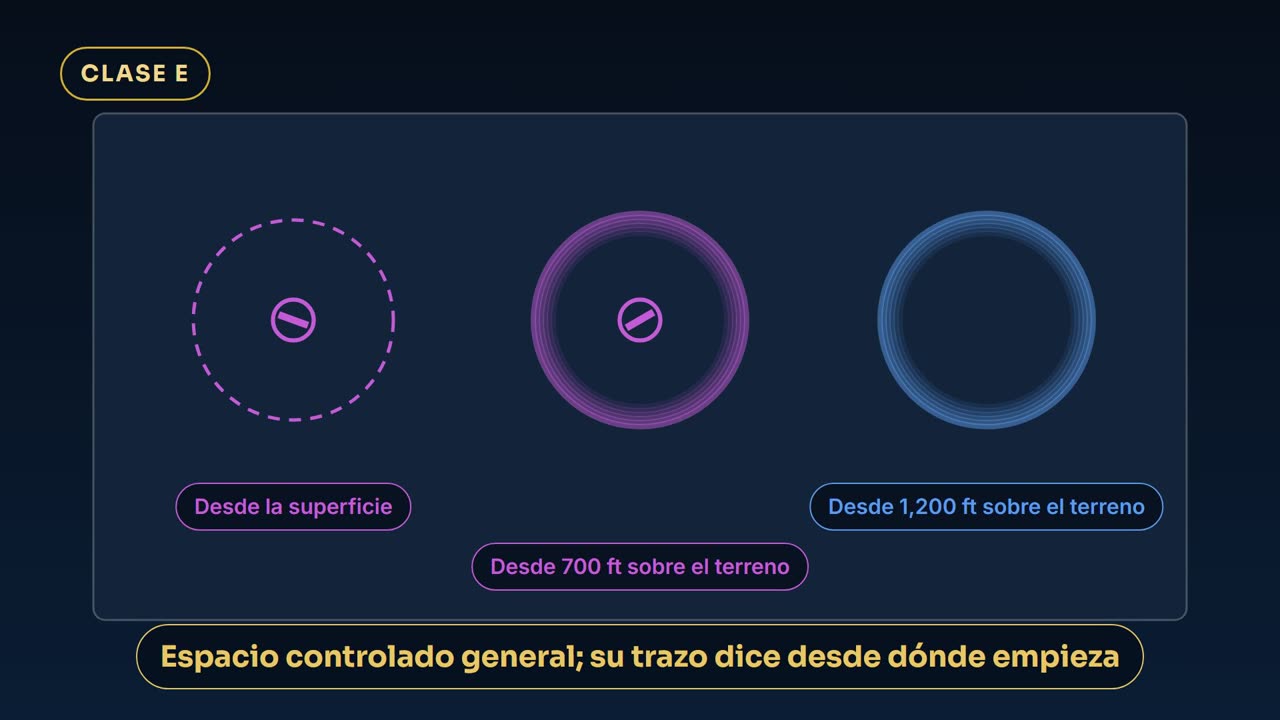 CLASE E
Desde la superficie
Desde 700 ft sobre el terreno
Desde 1,200 ft sobre el terreno
Espacio controlado general; su trazo dice desde dónde empieza